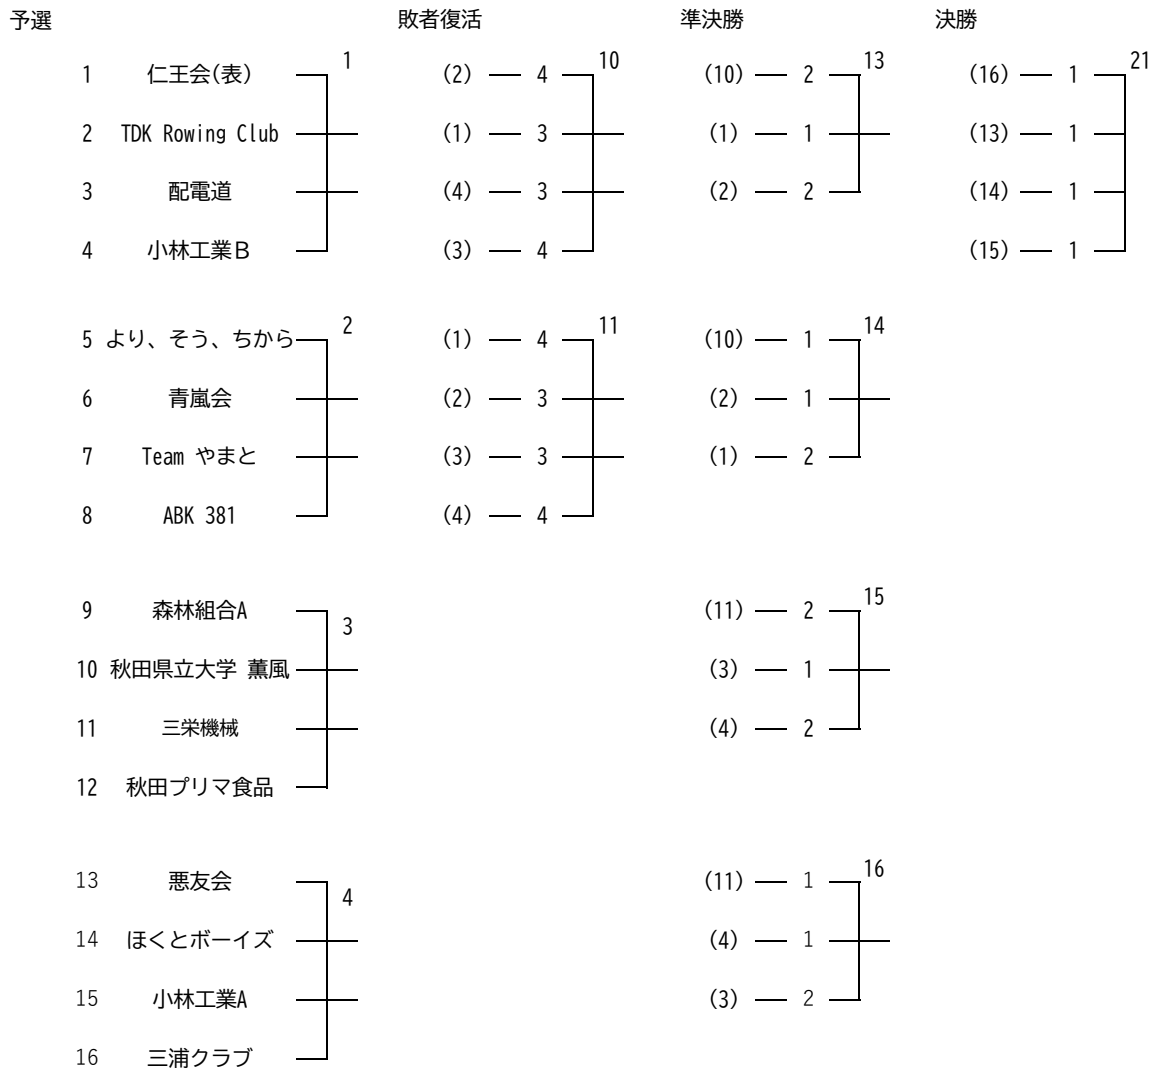 予選 敗者復活 準決勝 決勝
1 10 13 21
1 仁王会(表) (2) 4 (10) 2 (16) 1
2 TDK Rowing Club (1) 3 (1) 1 (13) 1
3 配電道 (4) 3 (2) 2 (14) 1
4 小林工業Ｂ (3) 4 (15) 1
2 11 14
5 より、そう、ちから (1) 4 (10) 1
6 青嵐会 (2) 3 (2) 1
7 Team やまと (3) 3 (1) 2
8 ABK 381 (4) 4
15
9 森林組合A (11) 2
3
10 秋田県立大学 薫風 (3) 1
11 三栄機械 (4) 2
12 秋田プリマ食品
16
13 悪友会 (11) 1
4
14 ほくとボーイズ (4) 1
15 小林工業A (3) 2
16 三浦クラブ